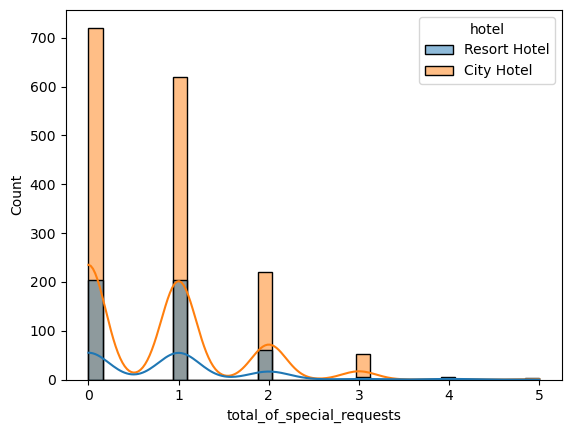 hotel
Resort Hotel
City Hotel
700
600
500
400
300
200
100
0
Count
0 1 2 3 4 5
total_of_special_requests